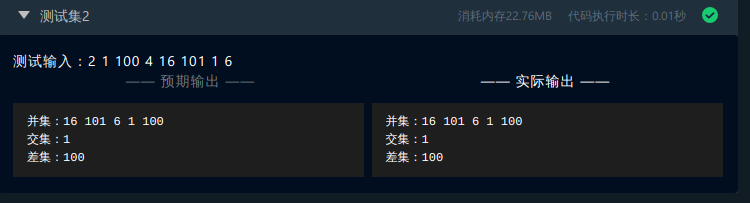 测试集2 消耗内存22.76MB 代码执行时长：0.01秒
测试输入：2 1 100 4 16 101 1 6
—— 预期输出 —— —— 实际输出 ——
并集：16 101 6 1 100 并集：16 101 6 1 100
交集：1 交集：1
差集：100 差集：100